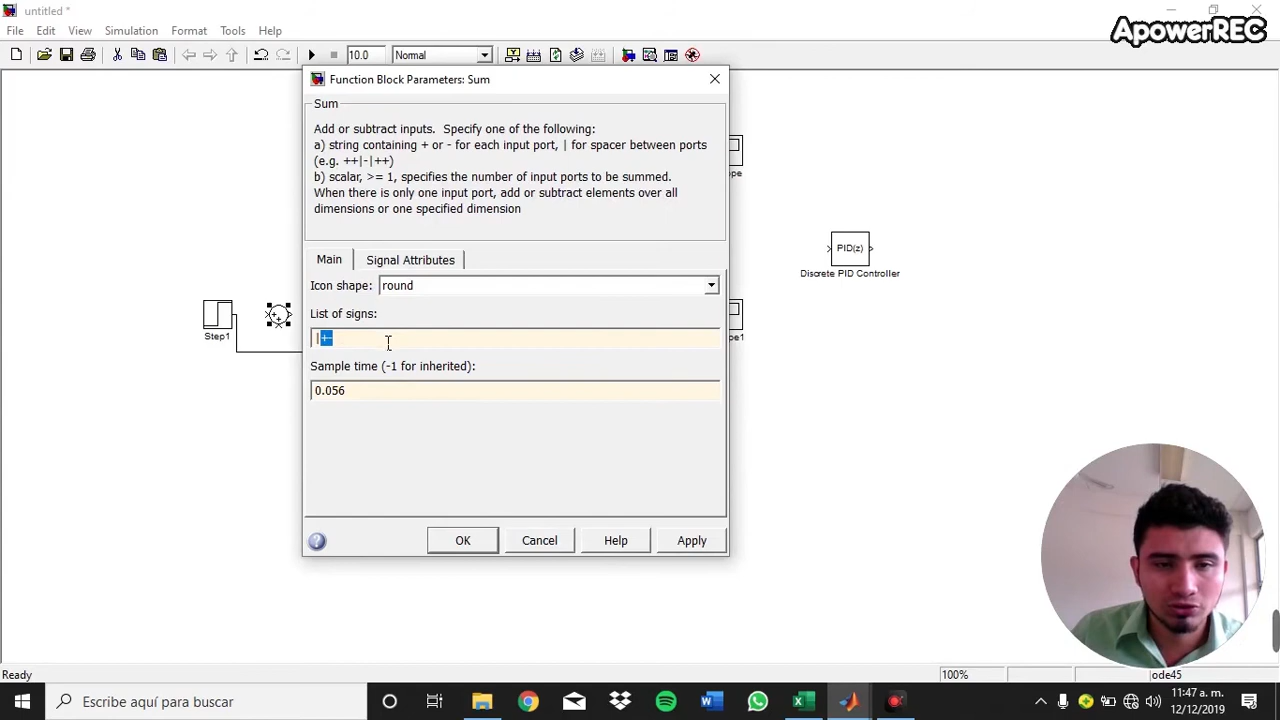 untitled *
ApowerREC
File Edit View Simulation Format Tools Help
10.0 Normal
Function Block Parameters: Sum
Sum
Add or subtract inputs. Specify one of the following:
a) string containing + or - for each input port, | for spacer between ports
(e.g. ++|-|++)
b) scalar, >= 1, specifies the number of input ports to be summed.
When there is only one input port, add or subtract elements over all
dimensions or one specified dimension
Main Signal Attributes
Icon shape: round
List of signs:
|+-
Sample time (-1 for inherited):
0.056
OK Cancel Help Apply
Step1
ope
PID(z)
Discrete PID Controller
pe1
Ready 100% ode45
Escribe aquí para buscar
11:47 a. m.
12/12/2019